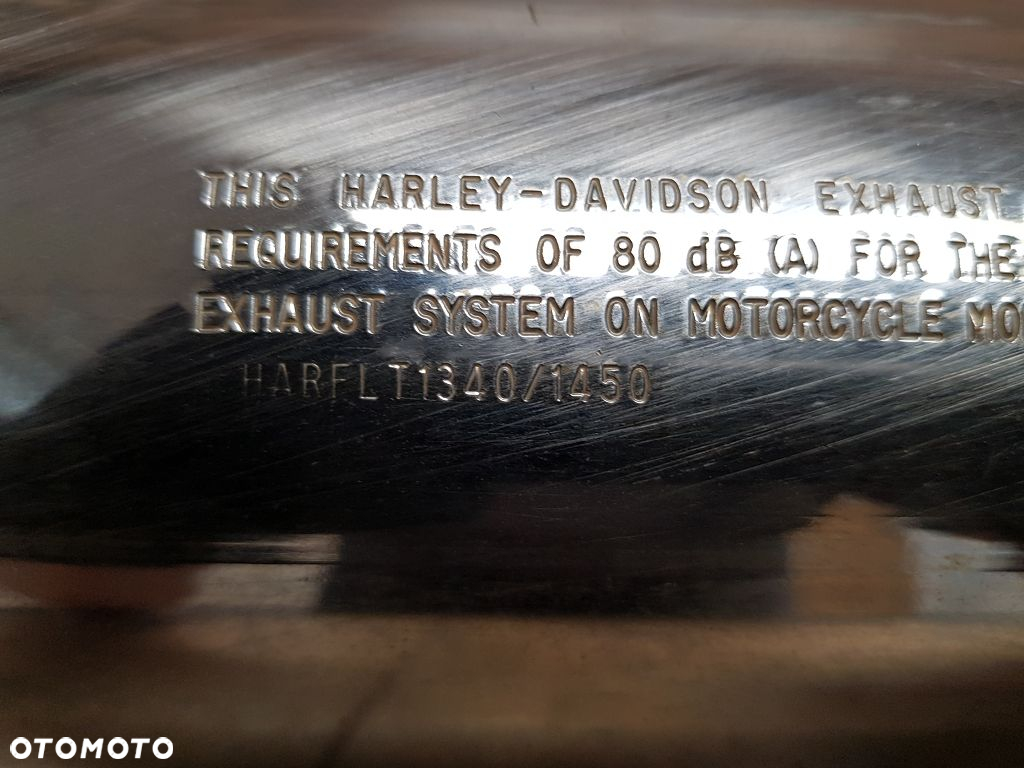 THIS HARLEY-DAVIDSON EXHAUST
REQUIREMENTS OF 80 dB (A) FOR THE
EXHAUST SYSTEM ON MOTORCYCLE
HARFLT1340/1450
OTOMOTO